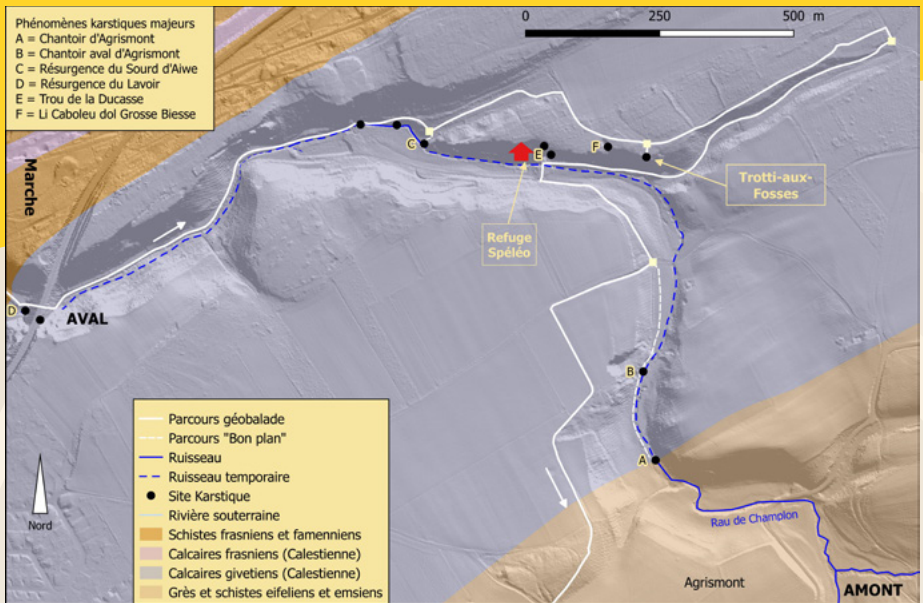 Phénomènes karstiques majeurs
A = Chantoir d'Agrismont
B = Chantoir aval d'Agrismont
C = Résurgence du Sourd d'Aiwe
D = Résurgence du Lavoir
E = Trou de la Ducasse
F = Li Caboleu dol Grosse Biesse
0 250 500 m
Marche
C
E
F
Trotti-aux-
Fosses
Refuge
Spéléo
D
AVAL
B
A
Parcours géobalade
Parcours "Bon plan"
Ruisseau
Ruisseau temporaire
Site Karstique
Rivière souterraine
Schistes frasniens et famenniens
Calcaires frasniens (Calestienne)
Calcaires givetiens (Calestienne)
Grès et schistes eifeliens et emsiens
Nord
Rau de Champlon
Agrismont
AMONT